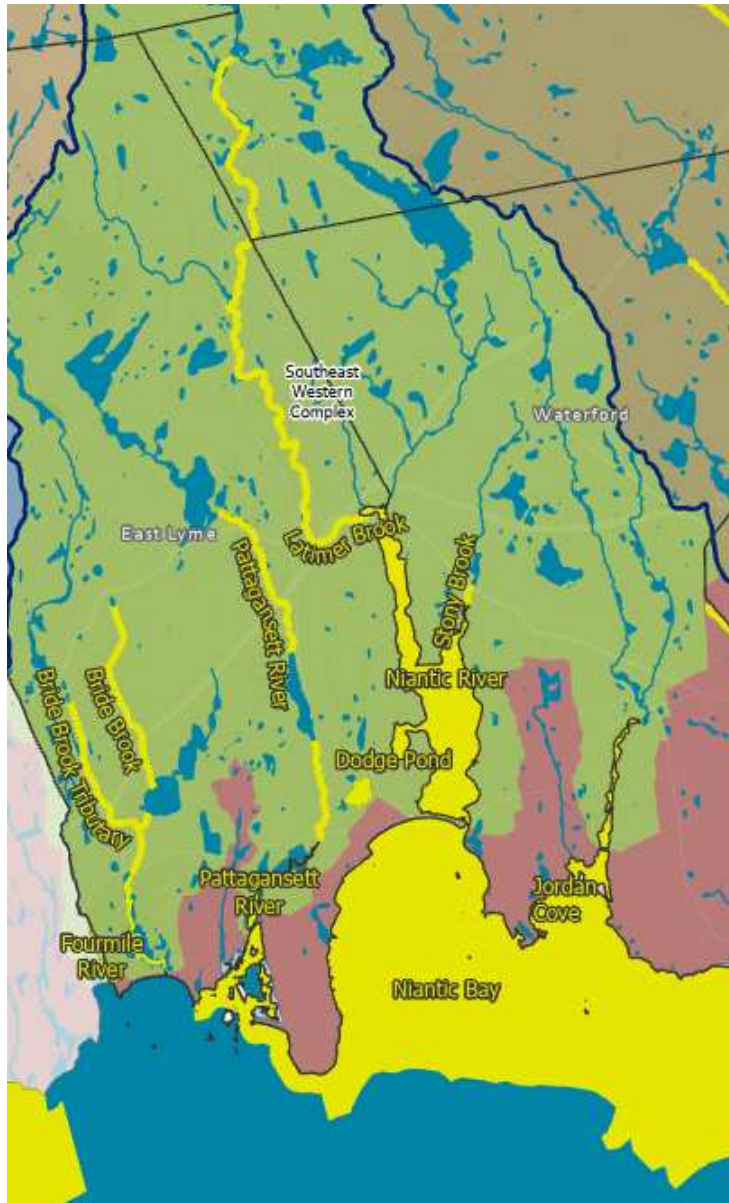 Southeast
Western
Complex
Waterford
East Lyme
Latimer Brook
Pattagansett River
Stony Brook
Bride Brook
Bride Brook Tributary
Niantic River
Dodge Pond
Pattagansett
River
Jordan
Cove
Fourmile
River
Niantic Bay